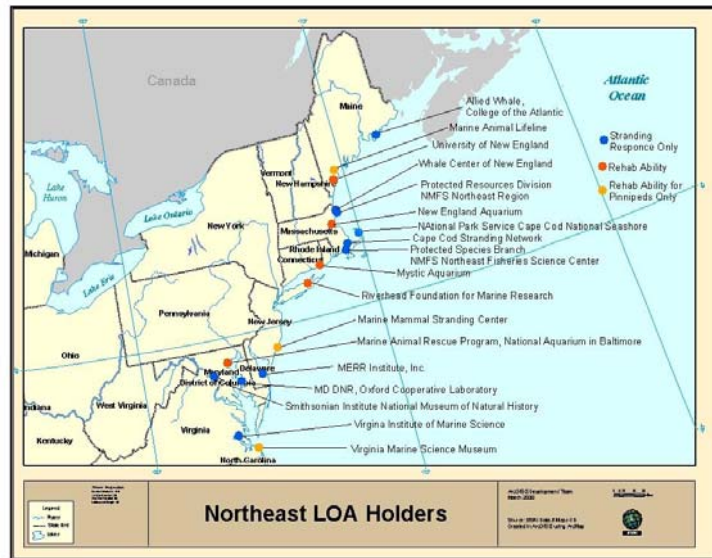 Canada
Maine
Atlantic
Ocean
Allied Whale,
College of the Atlantic
Marine Animal Lifeline
University of New England
Whale Center of New England
Protected Resources Division
NMFS Northeast Region
New England Aquarium
NAtional Park Service Cape Cod National Seashore
Cape Cod Stranding Network
Protected Species Branch
NMFS Northeast Fisheries Science Center
Mystic Aquarium
Riverhead Foundation for Marine Research
Marine Mammal Stranding Center
Marine Animal Rescue Program, National Aquarium in Baltimore
MERR Institute, Inc.
MD DNR, Oxford Cooperative Laboratory
Smithsonian Institute National Museum of Natural History
Virgina Institute of Marine Science
Virginia Marine Science Museum
Stranding
Responce Only
Rehab Ability
Rehab Ability for
Pinnipeds Only
Lake
Huron
Lake Ontario
Lake Erie
Vermont
New Hampshire
Massachusetts
Rhode Island
Connecticut
New York
Michigan
Pennsylvania
New Jersey
Ohio
Maryland
Delaware
District of Columbia
Indiana
West Virginia
Kentucky
Virginia
North Carolina
Legend
Northeast LOA Holders